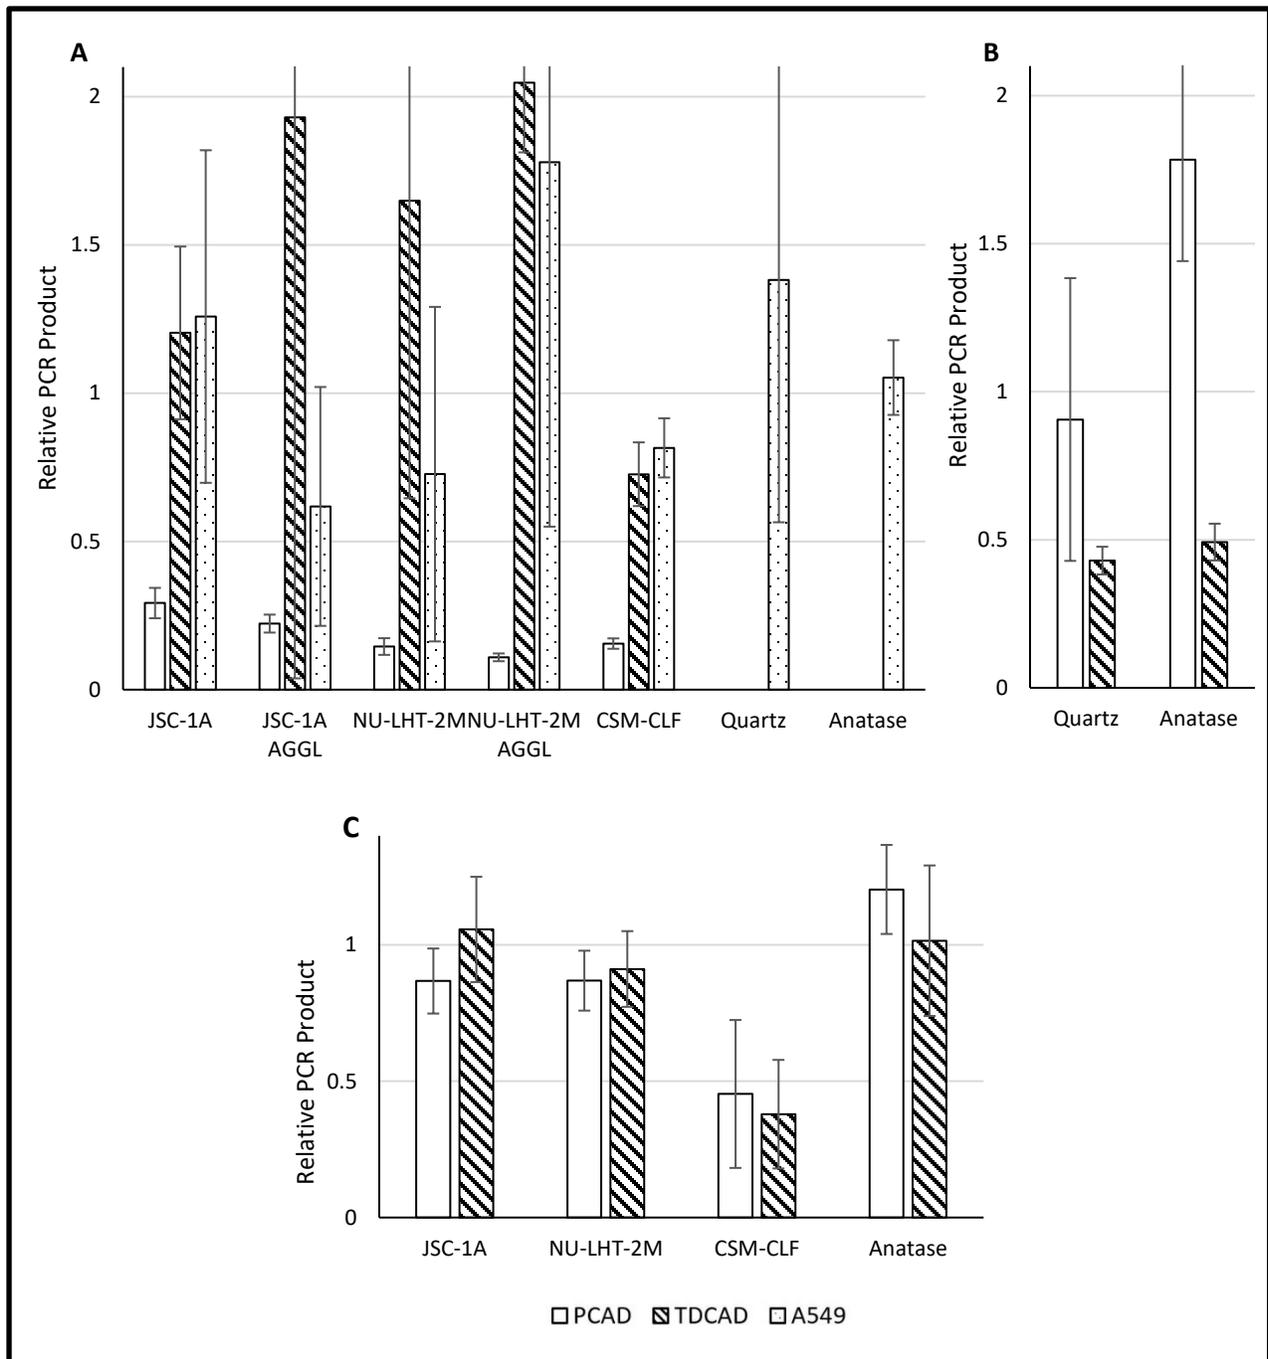 A
Relative PCR Product
2
1.5
1
0.5
0
JSC-1A
JSC-1A
AGGL
NU-LHT-2M
NU-LHT-2M
AGGL
CSM-CLF
Quartz
Anatase
B
Relative PCR Product
2
1.5
1
0.5
0
Quartz
Anatase
C
Relative PCR Product
1
0.5
0
JSC-1A
NU-LHT-2M
CSM-CLF
Anatase
PCAD TDCAD A549